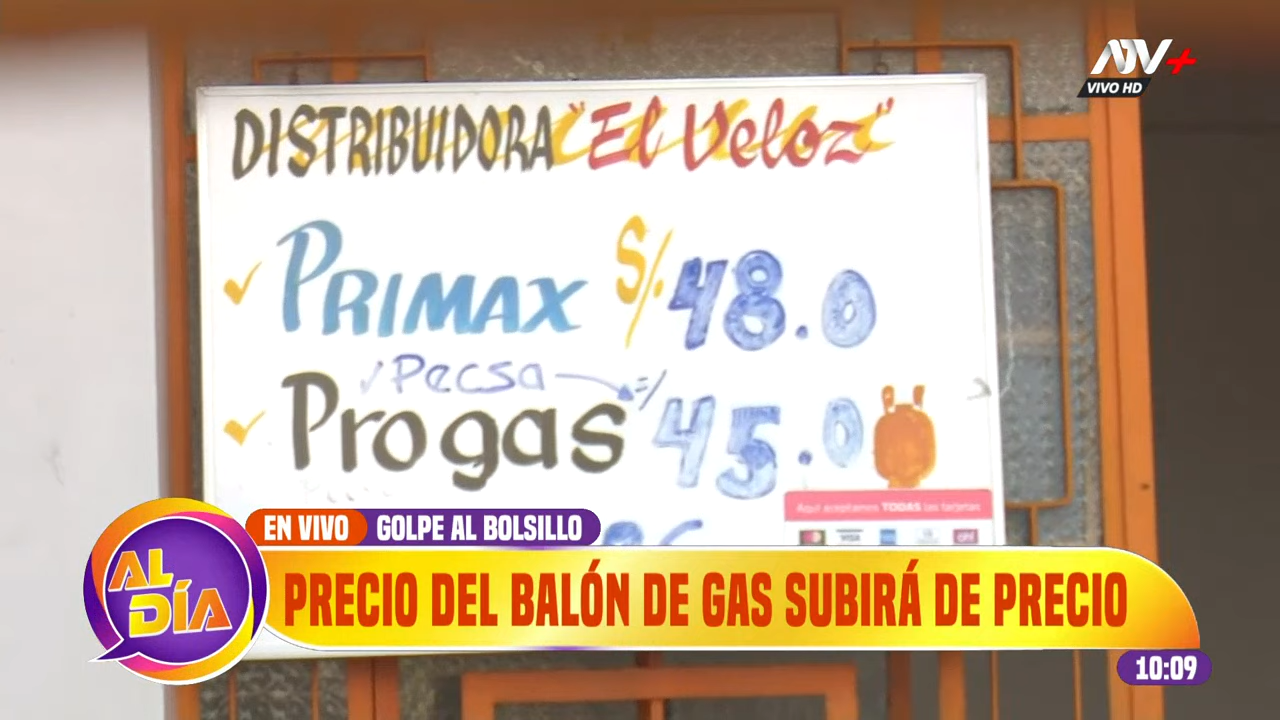 ATV+
VIVO HD
DISTRIBUIDORA "El Veloz"
✓ PRIMAX S/. 48.0
✓ Pecsa
✓ Progas =/ 45.0
Aquí aceptamos TODAS las tarjetas
VISA
EN VIVO GOLPE AL BOLSILLO
AL DÍA
PRECIO DEL BALÓN DE GAS SUBIRÁ DE PRECIO
10:09